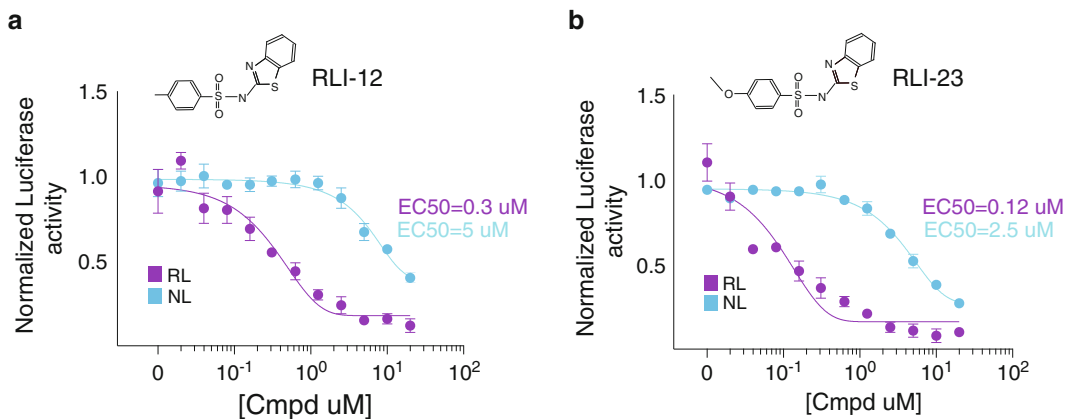 a
RLI-12
N
S
O
S
O
N
Normalized Luciferase
activity
1.5
1.0
0.5
EC50=0.3 uM
EC50=5 uM
RL
NL
0 10⁻¹ 10⁰ 10¹ 10²
[Cmpd uM]
b
RLI-23
N
S
O
O
S
O
N
Normalized Luciferase
activity
1.5
1.0
0.5
EC50=0.12 uM
EC50=2.5 uM
RL
NL
0 10⁻¹ 10⁰ 10¹ 10²
[Cmpd uM]